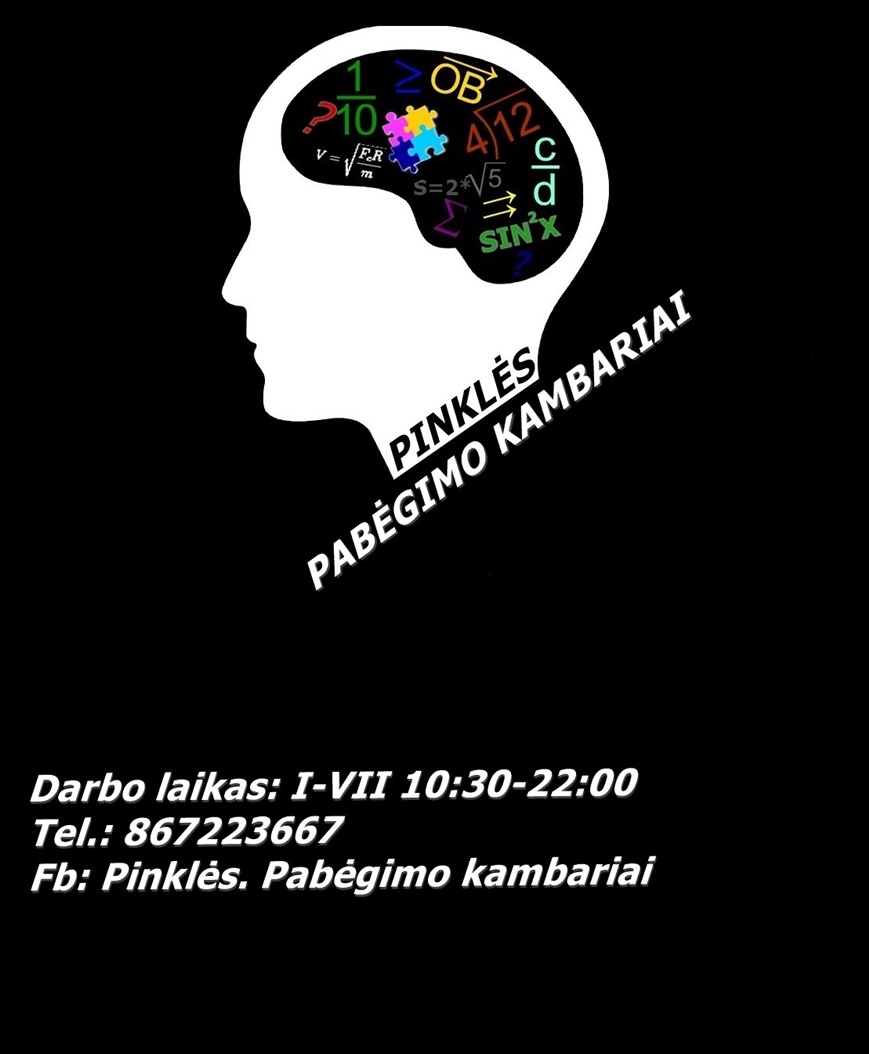 1/10
≥
OB
?
4)12
V = √(FcR/m)
S=2*√5
c/d
Σ
SIN²X
?
PINKLĖS
PABĖGIMO KAMBARIAI
Darbo laikas: I-VII 10:30-22:00
Tel.: 867223667
Fb: Pinklės. Pabėgimo kambariai